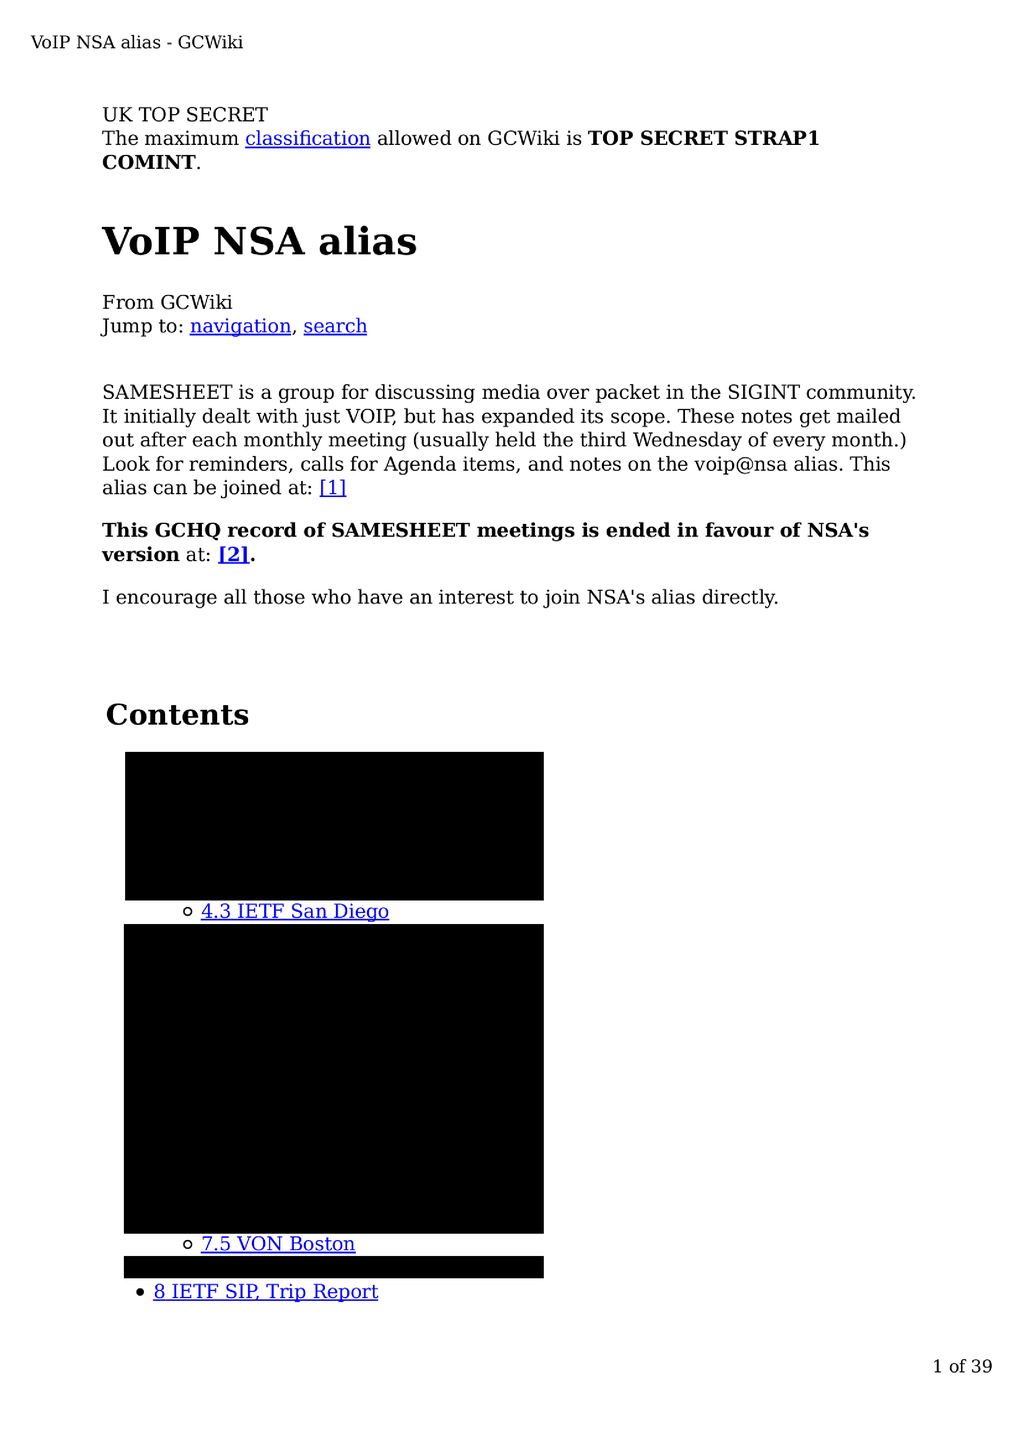 VoIP NSA alias - GCWiki
UK TOP SECRET
The maximum classification allowed on GCWiki is TOP SECRET STRAP1
COMINT.
VoIP NSA alias
From GCWiki
Jump to: navigation, search
SAMESHEET is a group for discussing media over packet in the SIGINT community.
It initially dealt with just VOIP, but has expanded its scope. These notes get mailed
out after each monthly meeting (usually held the third Wednesday of every month.)
Look for reminders, calls for Agenda items, and notes on the voip@nsa alias. This
alias can be joined at: [1]
This GCHQ record of SAMESHEET meetings is ended in favour of NSA's
version at: [2].
I encourage all those who have an interest to join NSA's alias directly.
Contents
4.3 IETF San Diego
7.5 VON Boston
8 IETF SIP, Trip Report
1 of 39